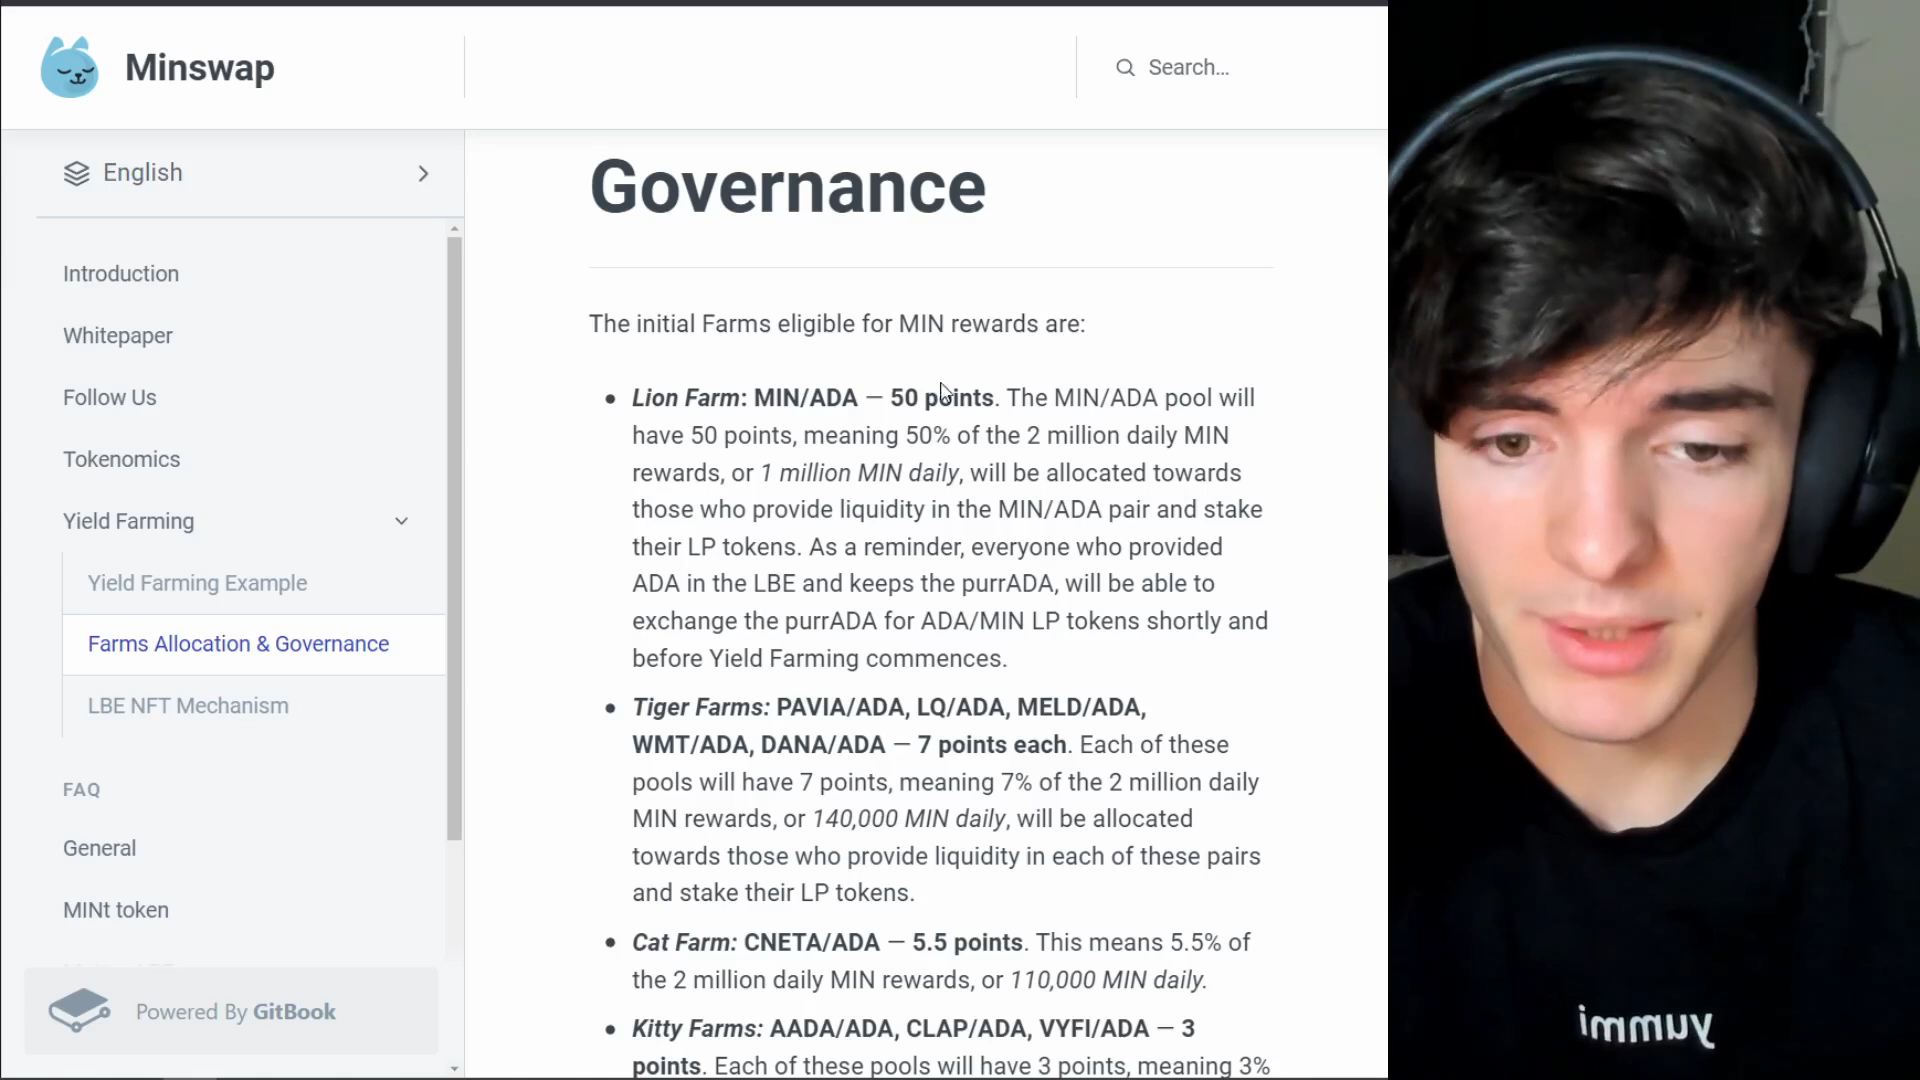 Minswap
Search...
English
Introduction
Whitepaper
Follow Us
Tokenomics
Yield Farming
Yield Farming Example
Farms Allocation & Governance
LBE NFT Mechanism
FAQ
General
MINt token
Powered By GitBook
Governance
The initial Farms eligible for MIN rewards are:
Lion Farm: MIN/ADA — 50 points. The MIN/ADA pool will
have 50 points, meaning 50% of the 2 million daily MIN
rewards, or 1 million MIN daily, will be allocated towards
those who provide liquidity in the MIN/ADA pair and stake
their LP tokens. As a reminder, everyone who provided
ADA in the LBE and keeps the purrADA, will be able to
exchange the purrADA for ADA/MIN LP tokens shortly and
before Yield Farming commences.
Tiger Farms: PAVIA/ADA, LQ/ADA, MELD/ADA,
WMT/ADA, DANA/ADA — 7 points each. Each of these
pools will have 7 points, meaning 7% of the 2 million daily
MIN rewards, or 140,000 MIN daily, will be allocated
towards those who provide liquidity in each of these pairs
and stake their LP tokens.
Cat Farm: CNETA/ADA — 5.5 points. This means 5.5% of
the 2 million daily MIN rewards, or 110,000 MIN daily.
Kitty Farms: AADA/ADA, CLAP/ADA, VYFI/ADA — 3
points. Each of these pools will have 3 points, meaning 3%
yummi